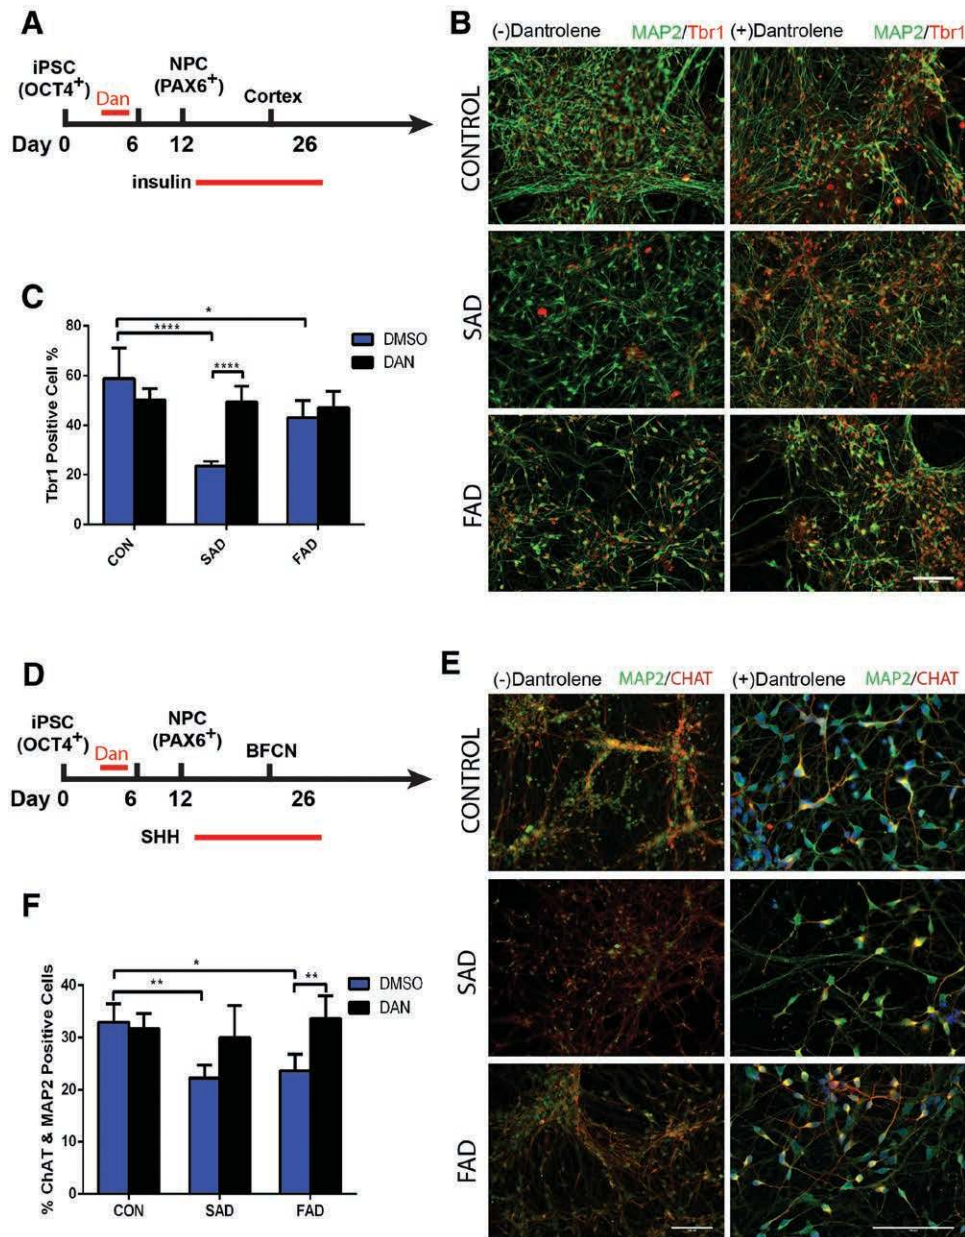 A
iPSC
(OCT4+)
Dan
NPC
(PAX6+)
Cortex
Day 0 6 12 26
insulin
B
(-)Dantrolene MAP2/Tbr1 (+)Dantrolene MAP2/Tbr1
CONTROL
SAD
FAD
C
*
****
****
DMSO
DAN
Tbr1 Positive Cell %
80
60
40
20
0
CON SAD FAD
D
iPSC
(OCT4+)
Dan
NPC
(PAX6+)
BFCN
Day 0 6 12 26
SHH
E
(-)Dantrolene MAP2/CHAT (+)Dantrolene MAP2/CHAT
CONTROL
SAD
FAD
F
*
**
**
DMSO
DAN
% ChAT & MAP2 Positive Cells
40
30
20
10
0
CON SAD FAD